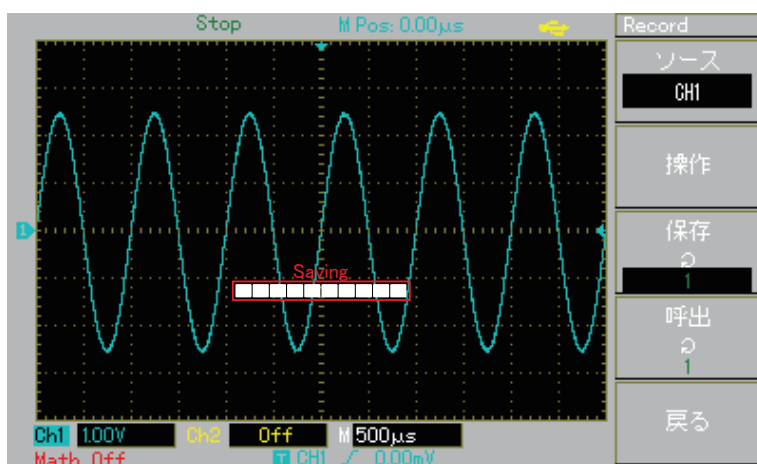 Stop M Pos: 0.00μs Record
ソース
CH1
操作
保存
1
呼出
1
戻る
1
Saving
Ch1 1.00V Ch2 Off M 500μs
Math Off T CH1 0.00mV